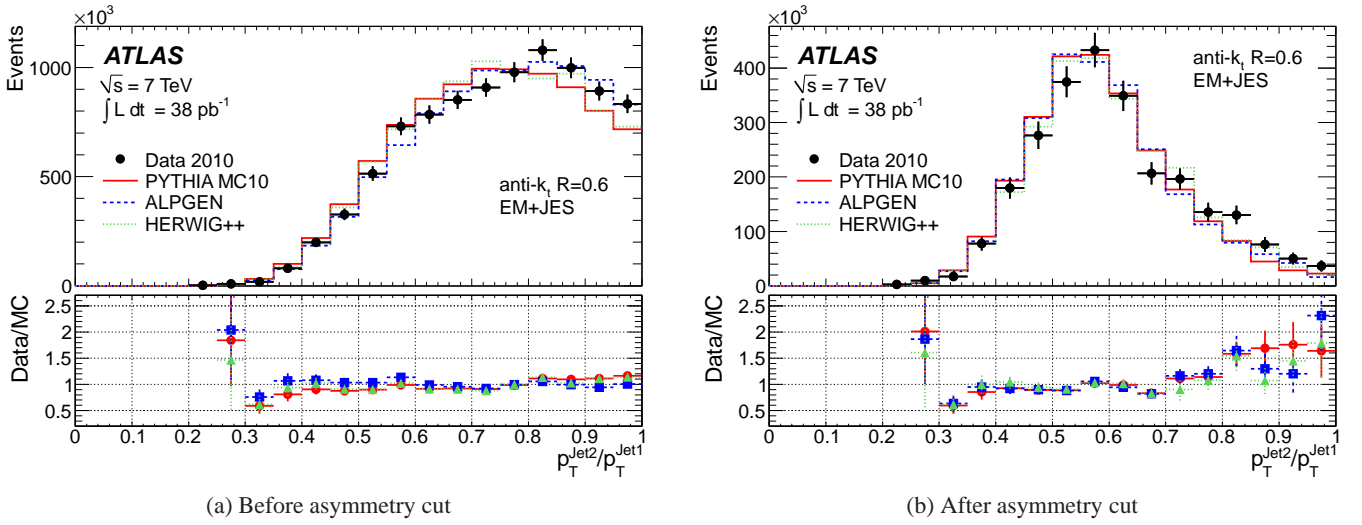 ×10³
Events
ATLAS
√s = 7 TeV
∫ L dt = 38 pb⁻¹
Data 2010
PYTHIA MC10
ALPGEN
HERWIG++
anti-kₜ R=0.6
EM+JES
1000
500
0
Data/MC
2.5
2
1.5
1
0.5
0 0.1 0.2 0.3 0.4 0.5 0.6 0.7 0.8 0.9 1
p_T^Jet2/p_T^Jet1
(a) Before asymmetry cut
×10³
Events
ATLAS
√s = 7 TeV
∫ L dt = 38 pb⁻¹
anti-kₜ R=0.6
EM+JES
Data 2010
PYTHIA MC10
ALPGEN
HERWIG++
400
300
200
100
0
Data/MC
2.5
2
1.5
1
0.5
0 0.1 0.2 0.3 0.4 0.5 0.6 0.7 0.8 0.9 1
p_T^Jet2/p_T^Jet1
(b) After asymmetry cut